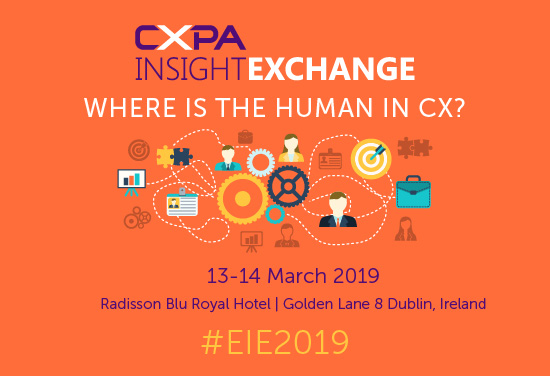 CXPA
INSIGHTEXCHANGE
WHERE IS THE HUMAN IN CX?
13-14 March 2019
Radisson Blu Royal Hotel | Golden Lane 8 Dublin, Ireland
#EIE2019